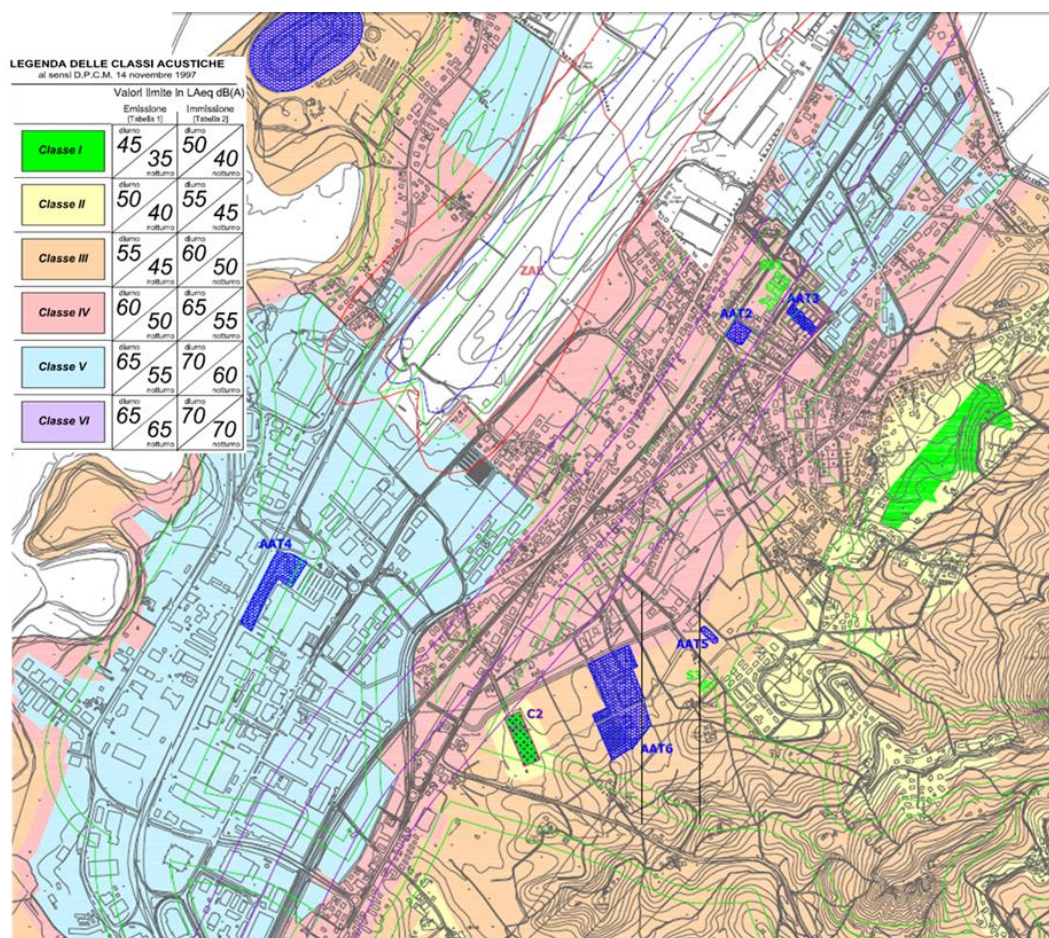 LEGENDA DELLE CLASSI ACUSTICHE
ai sensi D.P.C.M. 14 novembre 1997
Valori limite in LAeq dB(A)
Emissione Immissione
[Tabella 1] [Tabella 2]
Classe I diurno 45 35 notturno diurno 50 40 notturno
Classe II diurno 50 40 notturno diurno 55 45 notturno
Classe III diurno 55 45 notturno diurno 60 50 notturno
Classe IV diurno 60 50 notturno diurno 65 55 notturno
Classe V diurno 65 55 notturno diurno 70 60 notturno
Classe VI diurno 65 65 notturno diurno 70 70 notturno
AAT3
AAT2
AAT4
AAT5
C2
AAT6